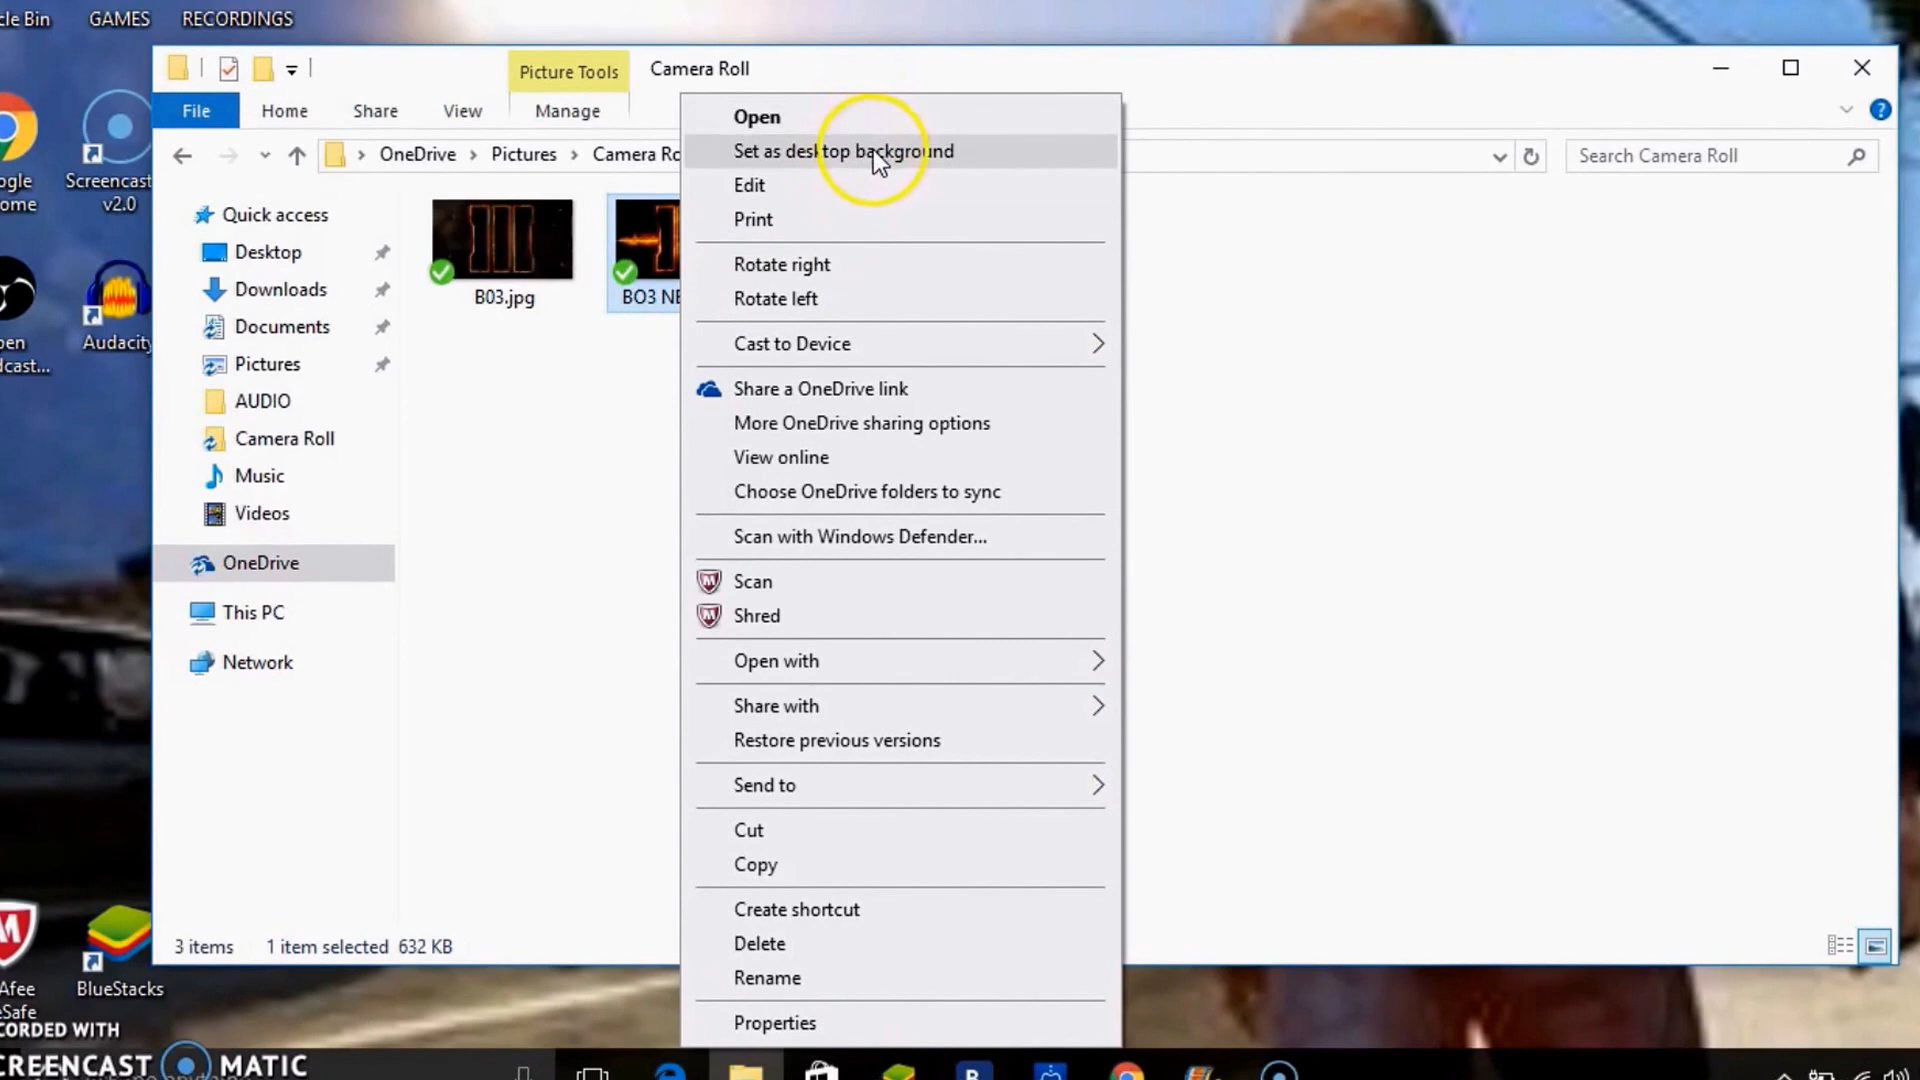 cle Bin
GAMES
RECORDINGS
Picture Tools
Camera Roll
File
Home
Share
View
Manage
OneDrive
Pictures
Camera Ro
Search Camera Roll
ogle
ome
Screencast
v2.0
pen
dcast...
Audacity
Quick access
Desktop
Downloads
Documents
Pictures
AUDIO
Camera Roll
Music
Videos
OneDrive
This PC
Network
B03.jpg
BO3 NE
Open
Set as desktop background
Edit
Print
Rotate right
Rotate left
Cast to Device
Share a OneDrive link
More OneDrive sharing options
View online
Choose OneDrive folders to sync
Scan with Windows Defender...
Scan
Shred
Open with
Share with
Restore previous versions
Send to
Cut
Copy
Create shortcut
Delete
Rename
Properties
3 items
1 item selected 632 KB
Afee
eSafe
BlueStacks
CORDED WITH
CREENCAST MATIC